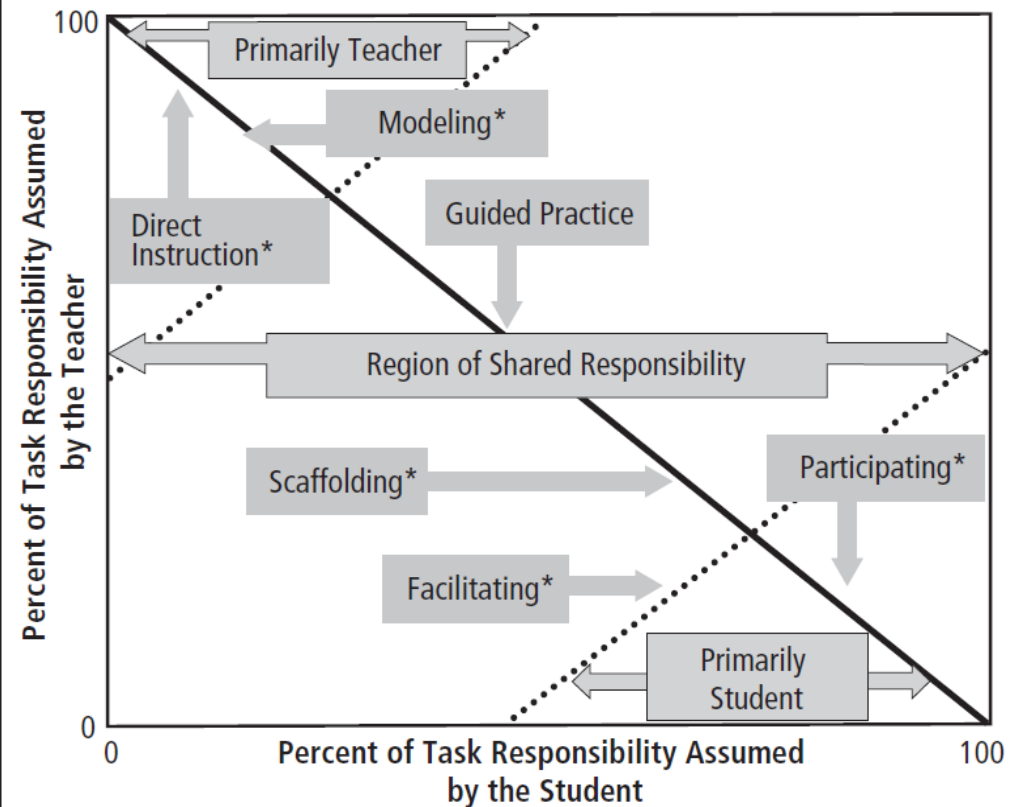 100
Primarily Teacher
Modeling*
Guided Practice
Direct
Instruction*
Region of Shared Responsibility
Scaffolding*
Participating*
Facilitating*
Primarily
Student
Percent of Task Responsibility Assumed
by the Teacher
0
0
100
Percent of Task Responsibility Assumed
by the Student